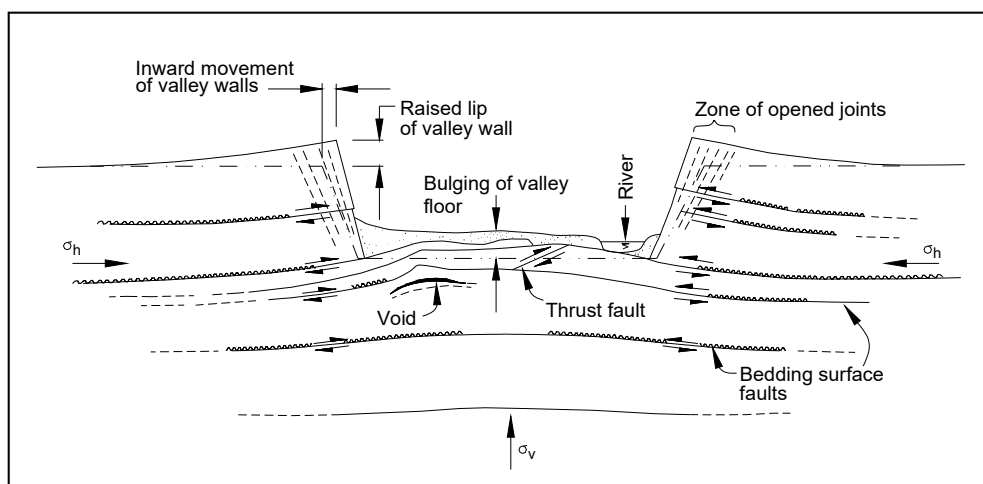 Inward movement
of valley walls
Raised lip
of valley wall
Zone of opened joints
Bulging of valley
floor
River
σh
σh
Void
Thrust fault
Bedding surface
faults
σv